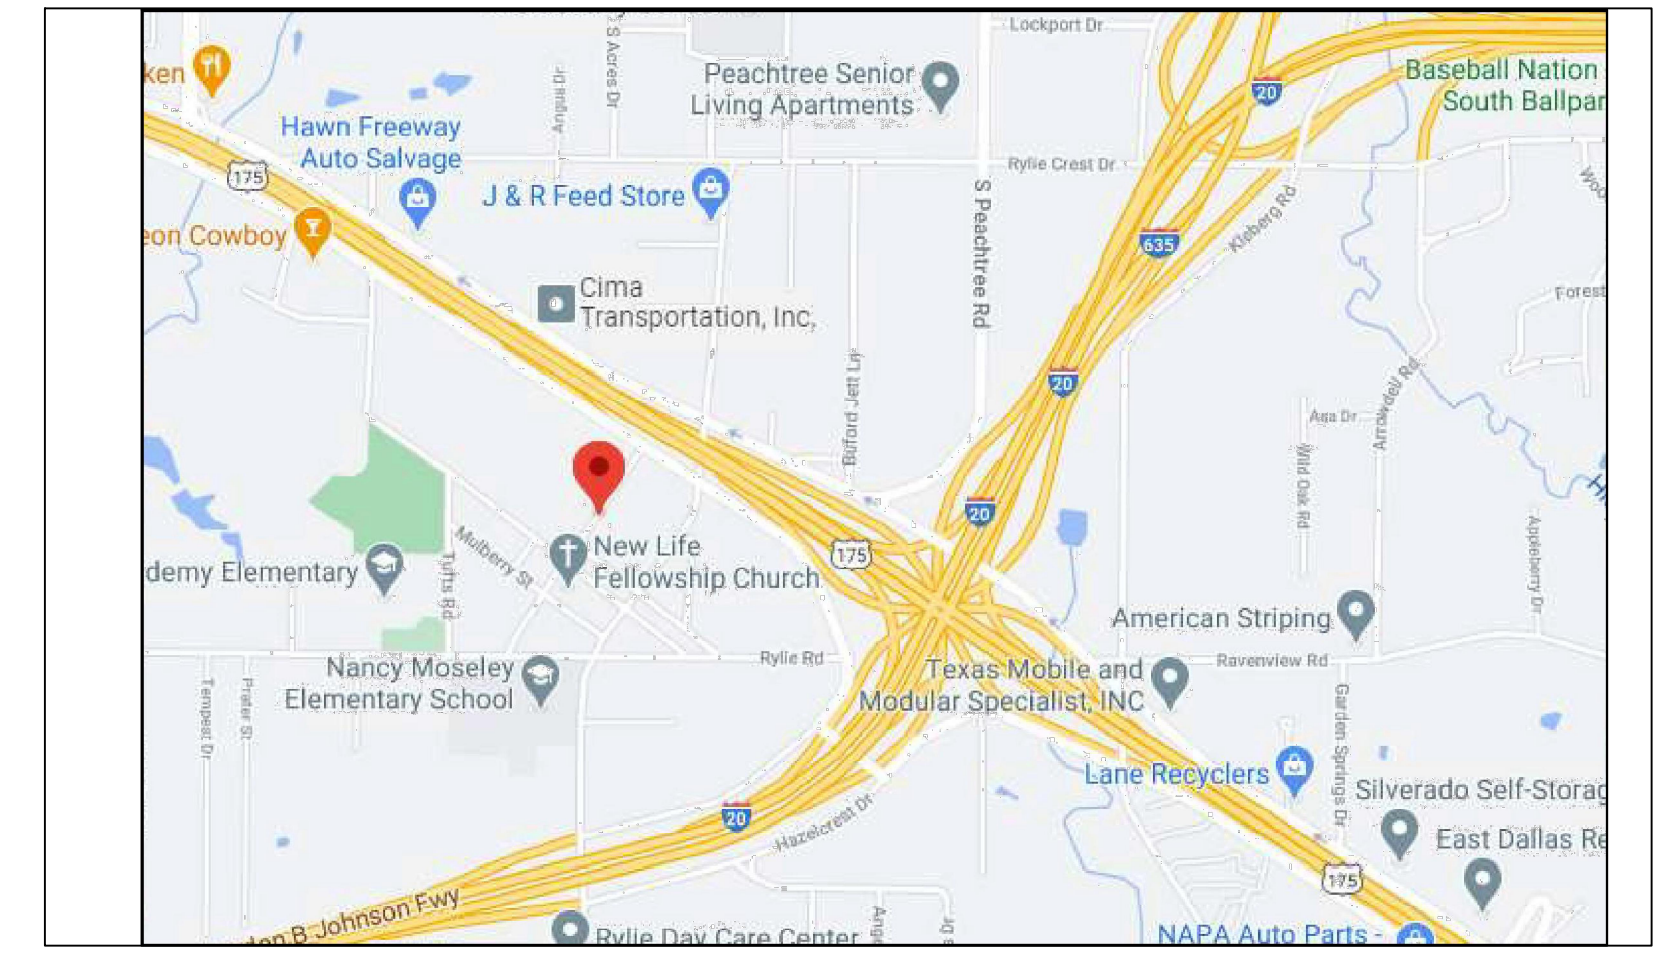 Lockport Dr
S Acres Dr
Angus Dr
ken
20
Baseball Nation
South Ballpar
Peachtree Senior
Living Apartments
Hawn Freeway
Auto Salvage
175
Rylie Crest Dr
J & R Feed Store
S Peachtree Rd
Kleberg Rd
635
eon Cowboy
Cima
Transportation, Inc,
Forest
Buford Jett Ln
20
Arrowdell Rd
Asa Dr
Wild Oak Rd
20
175
Mulberry St
New Life
Fellowship Church
demy Elementary
Tufts Rd
Appleberry Dr
American Striping
Rylie Rd
Ravenview Rd
Nancy Moseley
Elementary School
Texas Mobile and
Modular Specialist, INC
Tempest Dr
Prater St
Garden Springs Dr
Lane Recyclers
Silverado Self-Storag
20
Hazelcrest Dr
East Dallas Re
175
B Johnson Fwy
Rylie Day Care Center
NAPA Auto Parts -